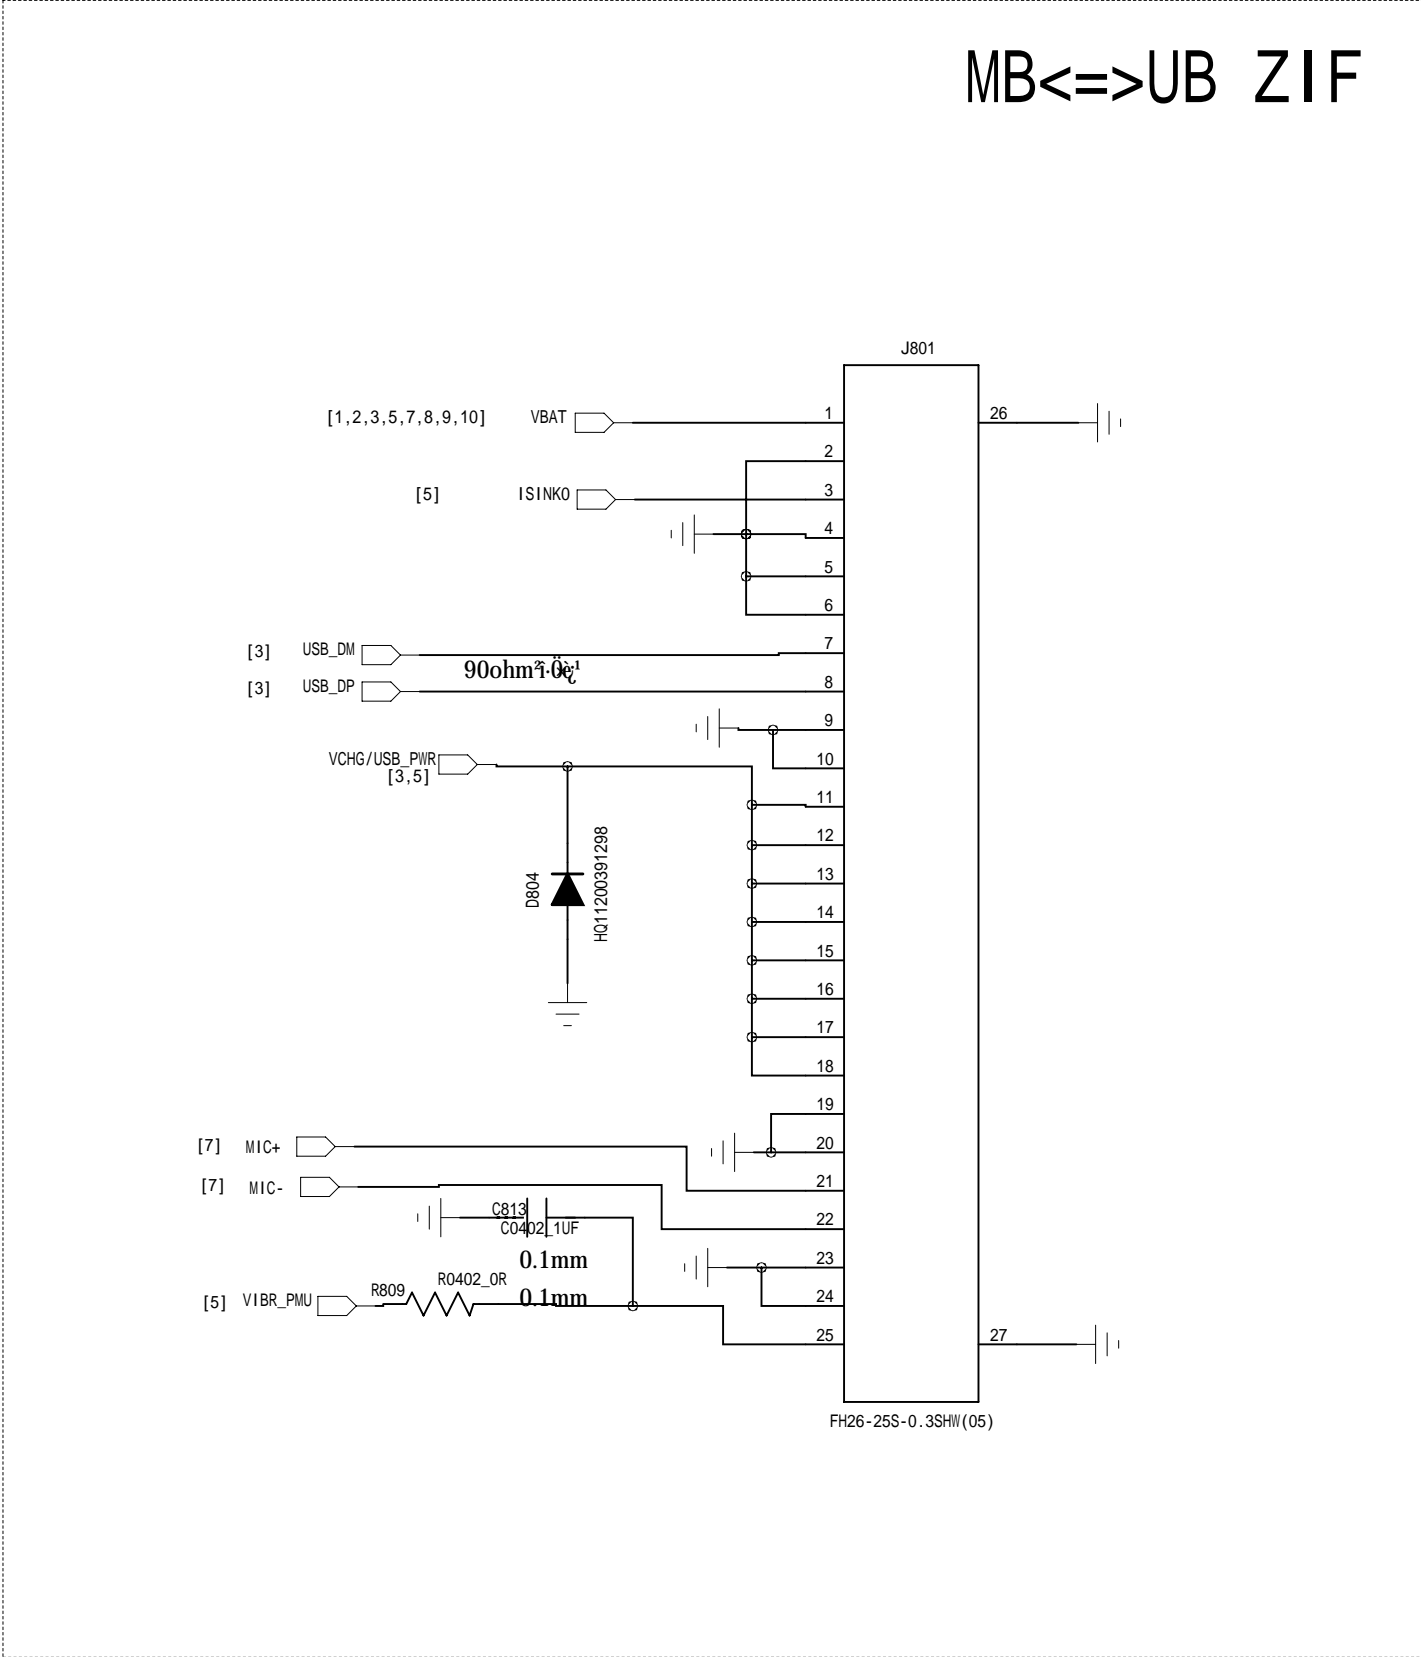 MB<=>UB ZIF
J801
[1,2,3,5,7,8,9,10] VBAT 1 26
2
[5] ISINK0 3
4
5
6
[3] USB_DM 7
90ohm
[3] USB_DP 8
9
VCHG/USB_PWR 10
[3,5]
11
12
13
D804
HQ11200391298
14
15
16
17
18
19
[7] MIC+ 20
[7] MIC- 21
C813
C0402_1UF 22
0.1mm 23
R809 R0402_0R
[5] VIBR_PMU 0.1mm 24
25 27
FH26-25S-0.3SHW(05)